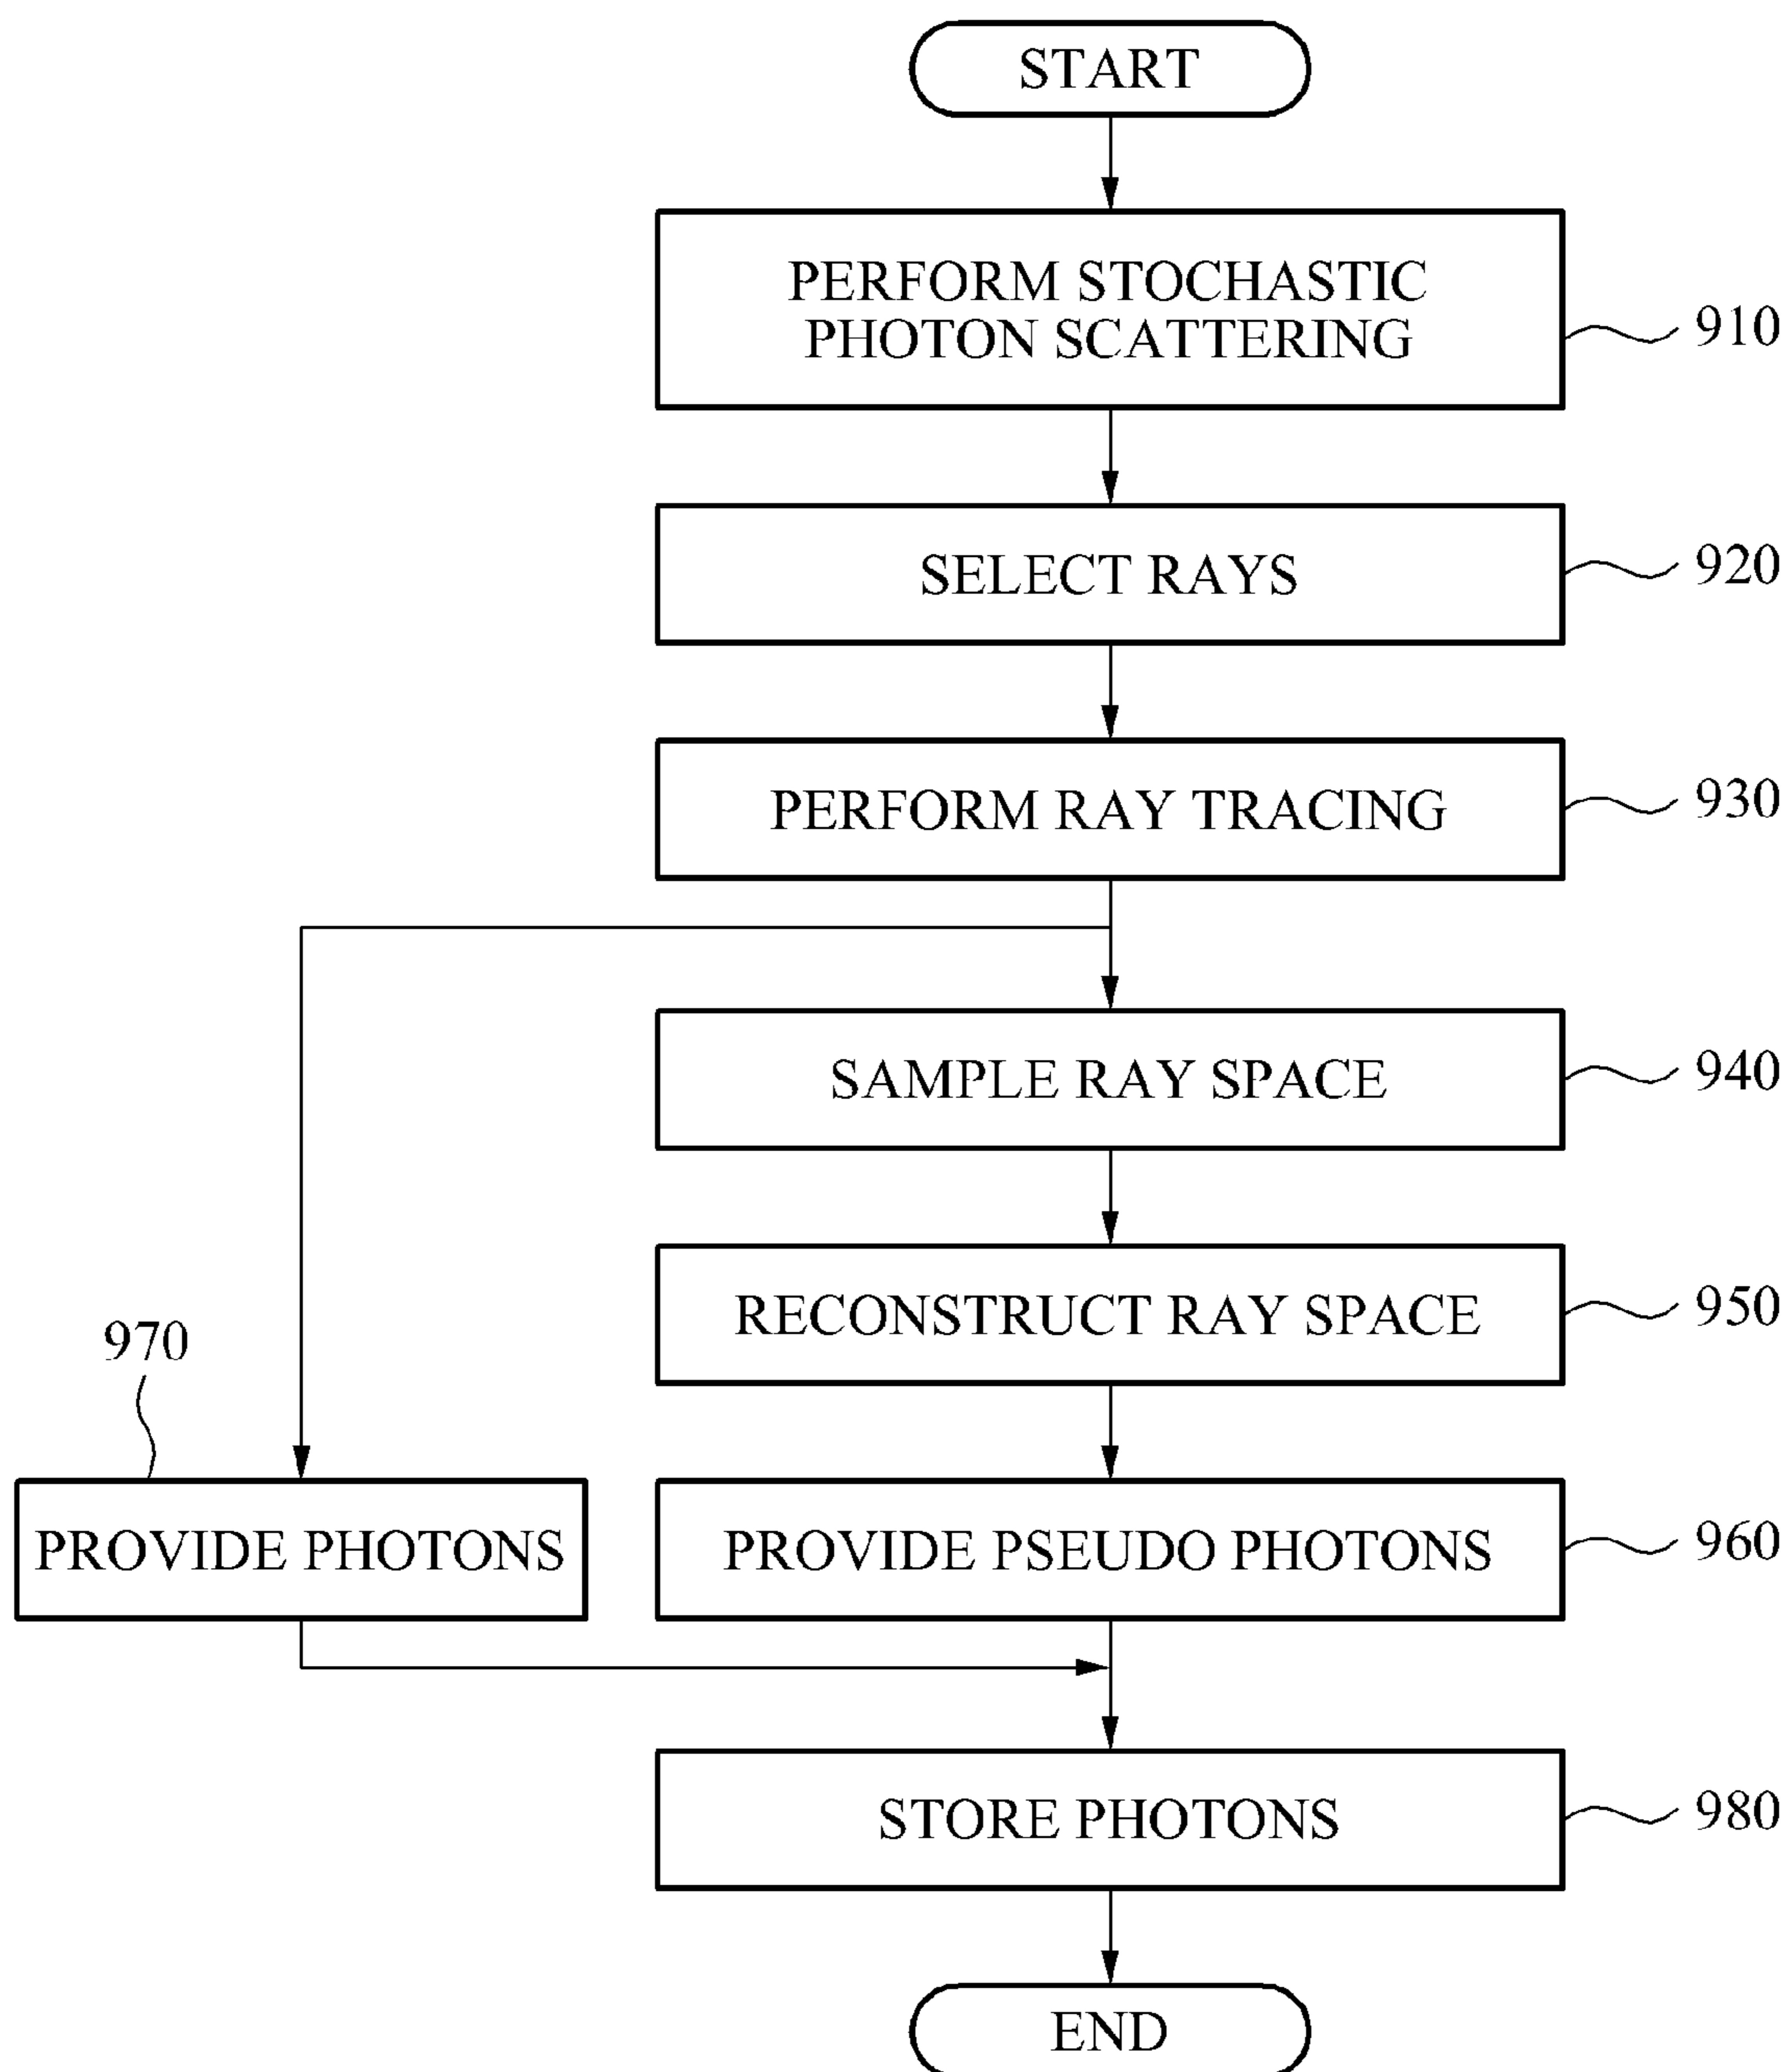 START
PERFORM STOCHASTIC
PHOTON SCATTERING
910
SELECT RAYS
920
PERFORM RAY TRACING
930
SAMPLE RAY SPACE
940
RECONSTRUCT RAY SPACE
950
970
PROVIDE PHOTONS
PROVIDE PSEUDO PHOTONS
960
STORE PHOTONS
980
END